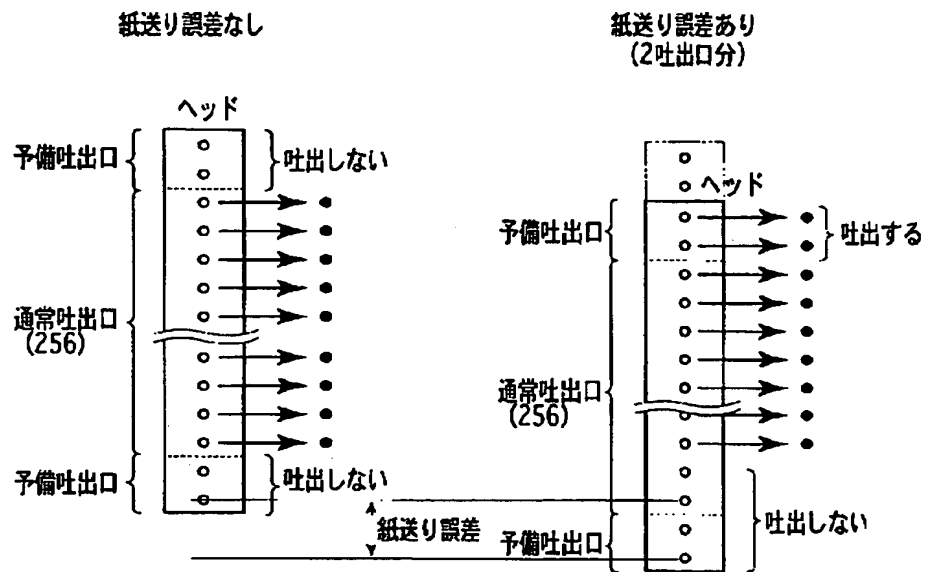 紙送り誤差なし
ヘッド
予備吐出口
吐出しない
通常吐出口
(256)
予備吐出口
吐出しない
紙送り誤差
紙送り誤差あり
(2吐出口分)
ヘッド
予備吐出口
吐出する
通常吐出口
(256)
予備吐出口
吐出しない